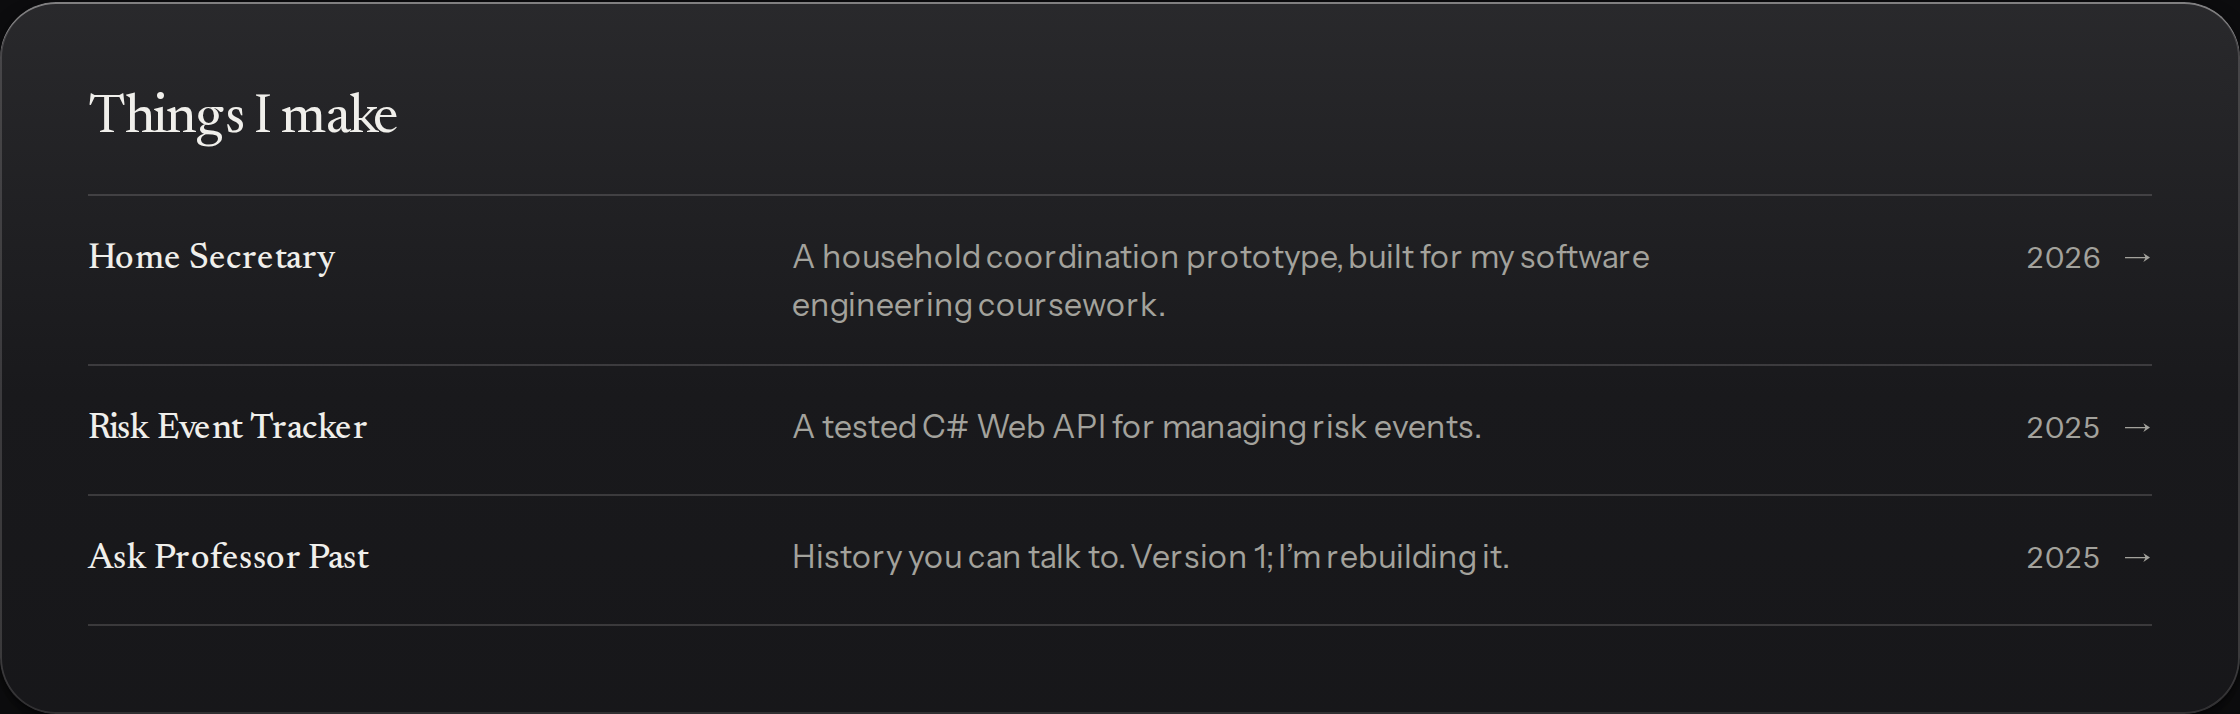 Things I make
Home Secretary
A household coordination prototype, built for my software
engineering coursework.
2026 →
Risk Event Tracker
A tested C# Web API for managing risk events.
2025 →
Ask Professor Past
History you can talk to. Version 1; I’m rebuilding it.
2025 →